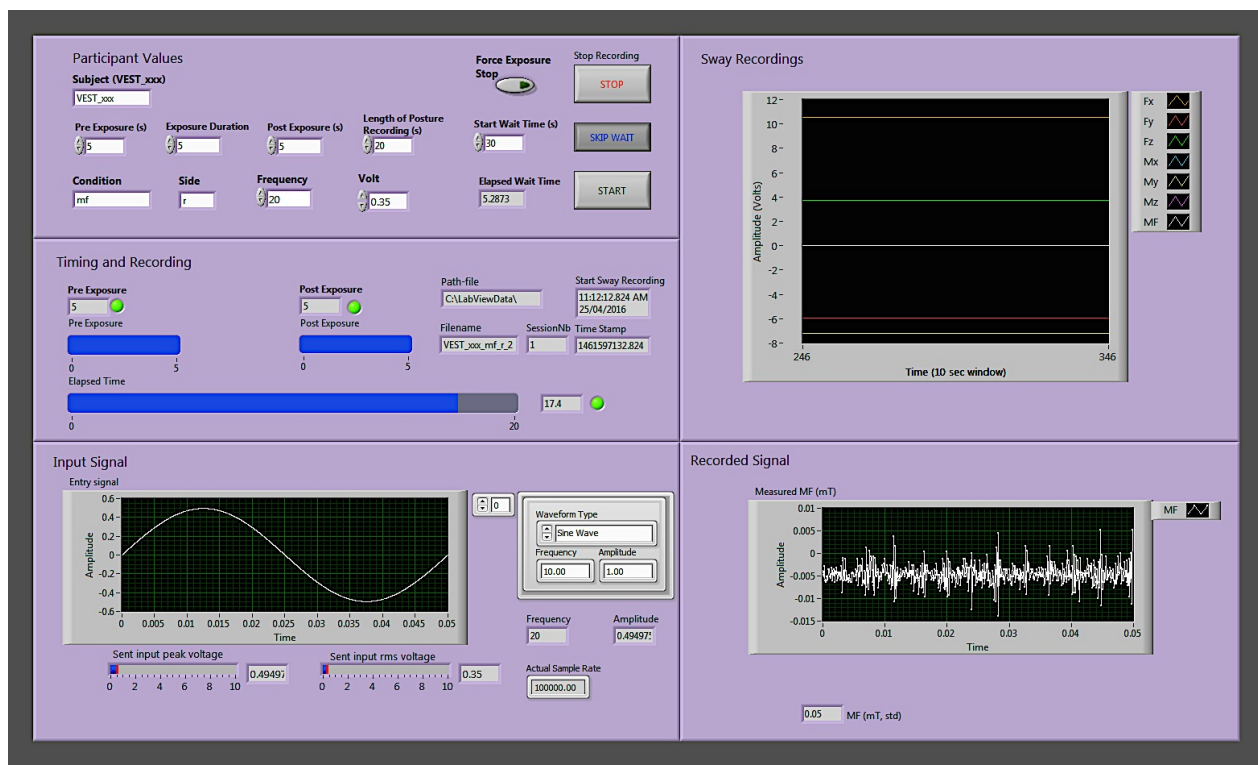 Participant Values
Subject (VEST_xxx)
VEST_xxx
Force Exposure
Stop
Stop Recording
STOP
Pre Exposure (s)
5
Exposure Duration
5
Post Exposure (s)
5
Length of Posture
Recording (s)
20
Start Wait Time (s)
30
SKIP WAIT
Condition
mf
Side
r
Frequency
20
Volt
0.35
Elapsed Wait Time
5.2873
START
Timing and Recording
Pre Exposure
5
Pre Exposure
0 5
Post Exposure
5
Post Exposure
0 5
Path-file
C:\LabViewData\
Start Sway Recording
11:12:12.824 AM
25/04/2016
Filename
VEST_xxx_mf_r_2
SessionNb
1
Time Stamp
1461597132.824
Elapsed Time
17.4
0 20
Input Signal
Entry signal
0.6
0.4
0.2
0
-0.2
-0.4
-0.6
Amplitude
0 0.005 0.01 0.015 0.02 0.025 0.03 0.035 0.04 0.045 0.05
Time
0
Waveform Type
Sine Wave
Frequency
10.00
Amplitude
1.00
Frequency
20
Amplitude
0.49497
Sent input peak voltage
0.49497
0 2 4 6 8 10
Sent input rms voltage
0.35
0 2 4 6 8 10
Actual Sample Rate
100000.00
Sway Recordings
12
10
8
6
4
2
0
-2
-4
-6
-8
Amplitude (Volts)
246 346
Time (10 sec window)
Fx
Fy
Fz
Mx
My
Mz
MF
Recorded Signal
Measured MF (mT)
0.01
0.005
0
-0.005
-0.01
-0.015
Amplitude
0 0.01 0.02 0.03 0.04 0.05
Time
MF
0.05 MF (mT, std)